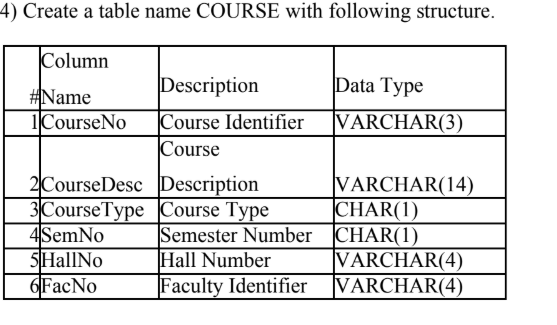 4) Create a table name COURSE with following structure.
Column
#Name Description Data Type
1 CourseNo Course Identifier VARCHAR(3)
Course
2 CourseDesc Description VARCHAR(14)
3 CourseType Course Type CHAR(1)
4 SemNo Semester Number CHAR(1)
5 HallNo Hall Number VARCHAR(4)
6 FacNo Faculty Identifier VARCHAR(4)